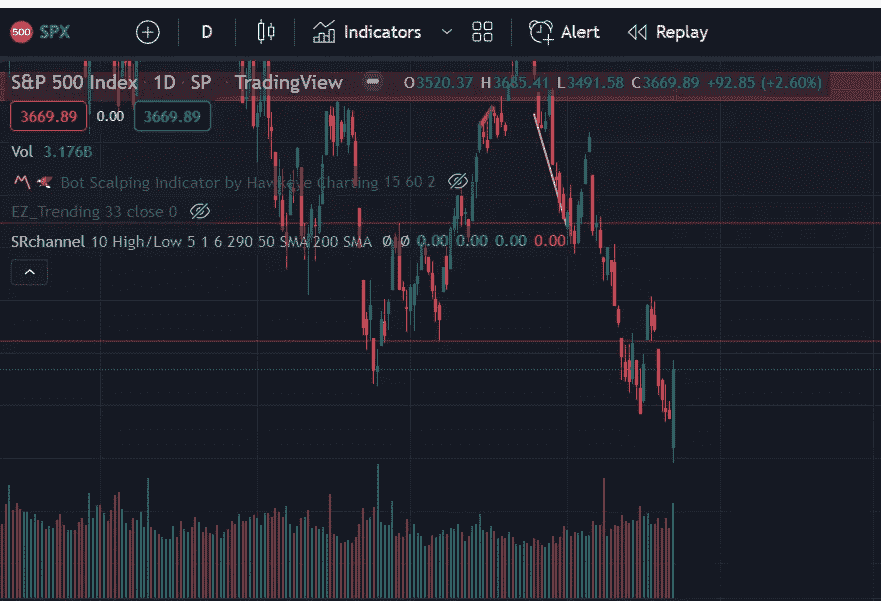 500 SPX D Indicators Alert Replay
S&P 500 Index 1D SP TradingView O3520.37 H3685.41 L3491.58 C3669.89 +92.85 (+2.60%)
3669.89 0.00 3669.89
Vol 3.176B
Bot Scalping Indicator by Hawkeye Charting 15 60 2
EZ_Trending 33 close 0
SRchannel 10 High/Low 5 1 6 290 50 SMA 200 SMA Ø Ø 0.00 0.00 0.00 0.00